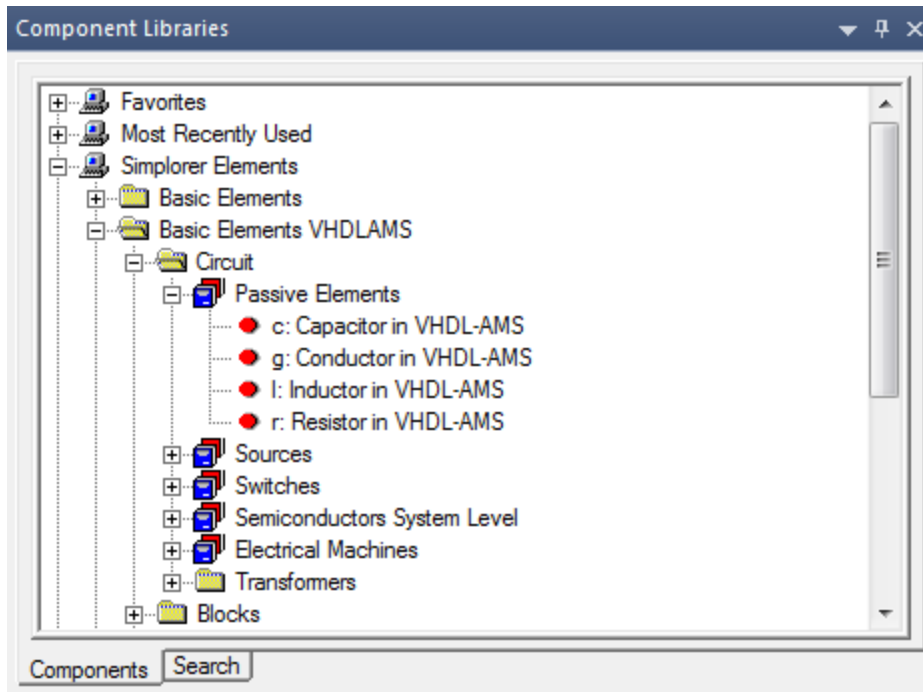 Component Libraries
Favorites
Most Recently Used
Simplorer Elements
Basic Elements
Basic Elements VHDLAMS
Circuit
Passive Elements
c: Capacitor in VHDL-AMS
g: Conductor in VHDL-AMS
l: Inductor in VHDL-AMS
r: Resistor in VHDL-AMS
Sources
Switches
Semiconductors System Level
Electrical Machines
Transformers
Blocks
Components Search